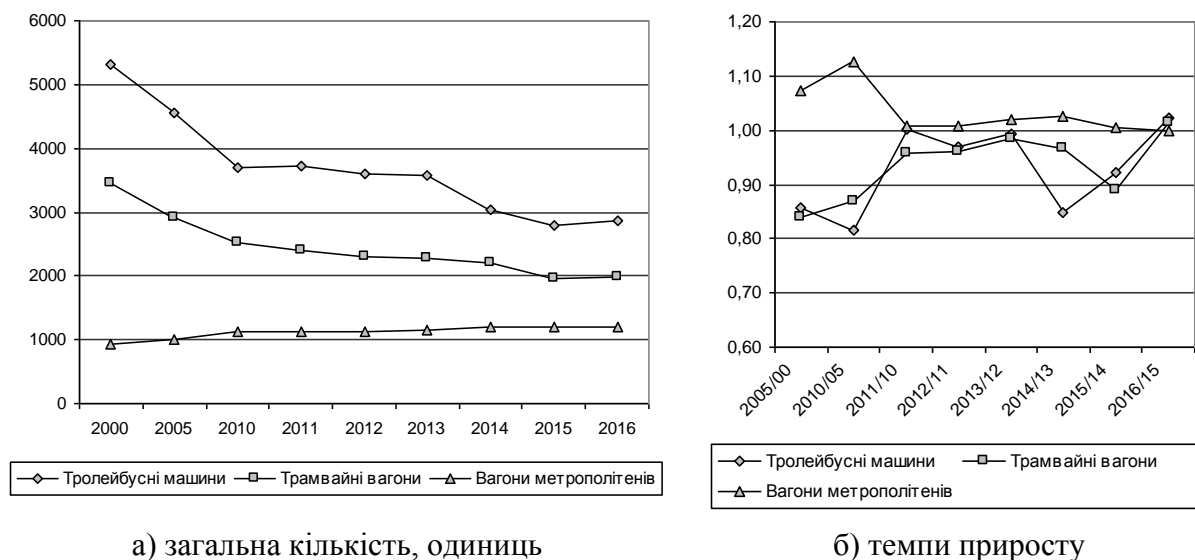 6000
5000
4000
3000
2000
1000
0
2000 2005 2010 2011 2012 2013 2014 2015 2016
Тролейбусні машини Трамвайні вагони Вагони метрополітенів
1,20
1,10
1,00
0,90
0,80
0,70
0,60
2005/00 2010/05 2011/10 2012/11 2013/12 2014/13 2015/14 2016/15
Тролейбусні машини Трамвайні вагони
Вагони метрополітенів
а) загальна кількість, одиниць
б) темпи приросту